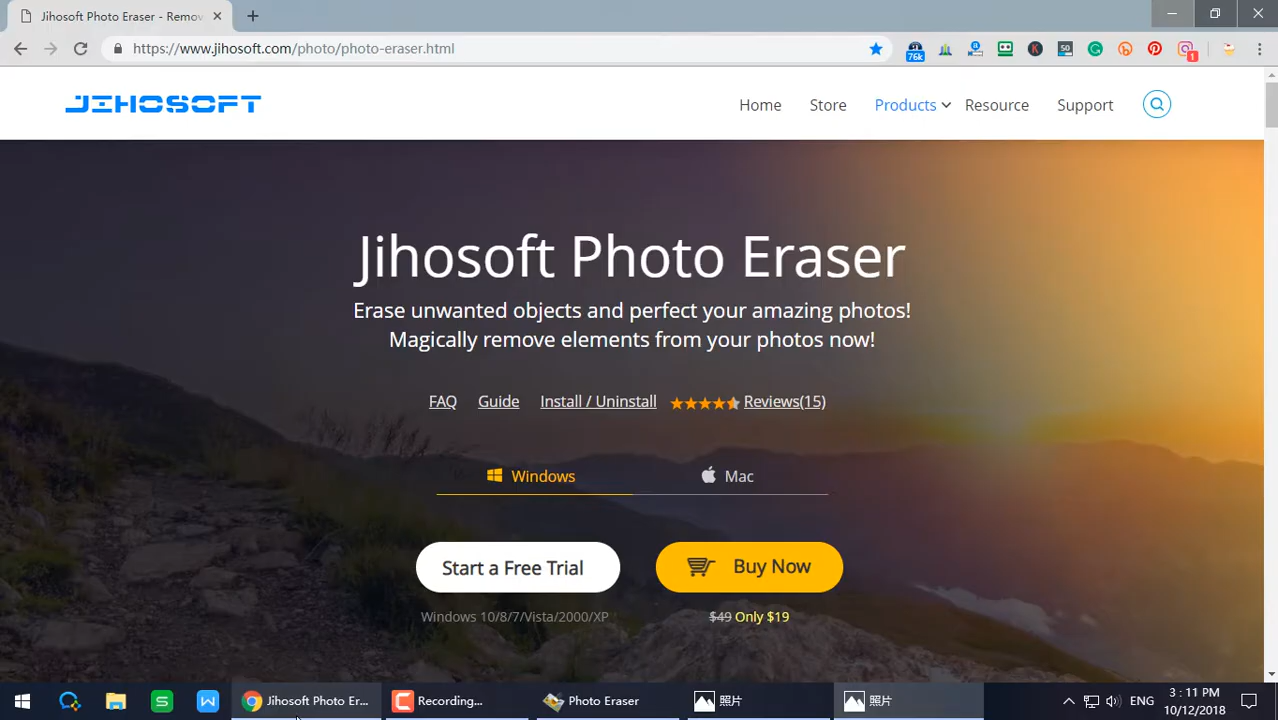 Jihosoft Photo Eraser - Remov
https://www.jihosoft.com/photo/photo-eraser.html
76k
50
1
JIHOSOFT
Home
Store
Products
Resource
Support
Jihosoft Photo Eraser
Erase unwanted objects and perfect your amazing photos!
Magically remove elements from your photos now!
FAQ
Guide
Install / Uninstall
Reviews(15)
Windows
Mac
Start a Free Trial
Buy Now
Windows 10/8/7/Vista/2000/XP
$49 Only $19
Jihosoft Photo Er...
Recording...
Photo Eraser
照片
照片
ENG
3 : 11 PM
10/12/2018